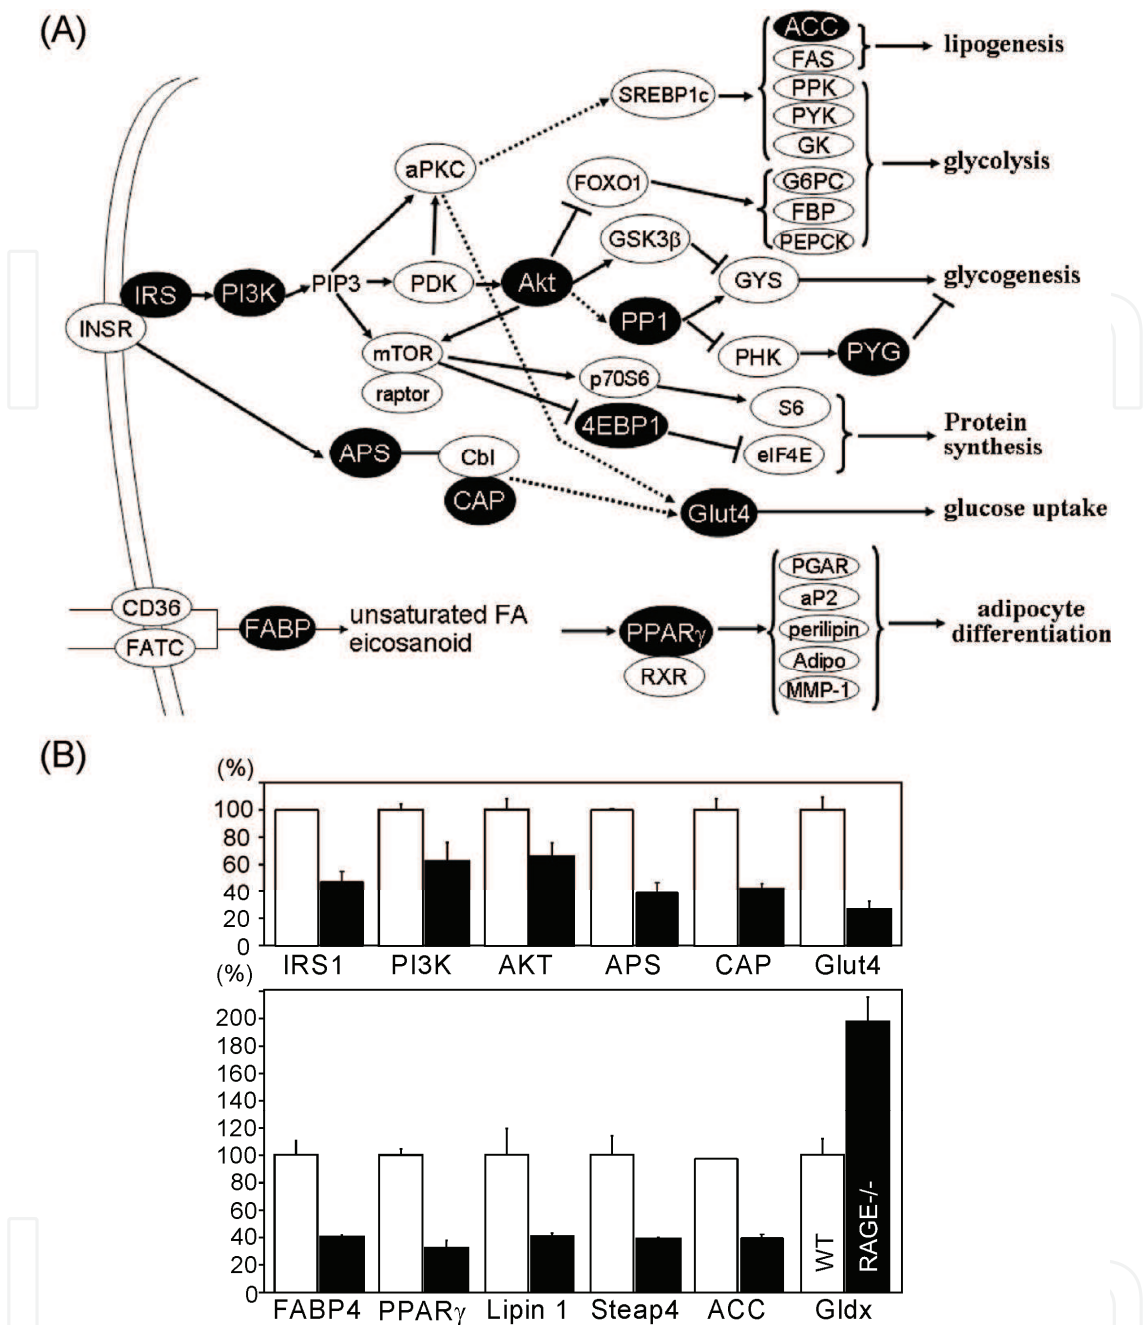 (A)
ACC
lipogenesis
FAS
SREBP1c
PPK
PYK
GK
aPKC
glycolysis
FOXO1
G6PC
FBP
GSK3β
PEPCK
IRS
PI3K
PIP3
PDK
Akt
GYS
glycogenesis
INSR
PP1
mTOR
PHK
PYG
raptor
p70S6
S6
4EBP1
Protein
synthesis
APS
Cbl
eIF4E
CAP
Glut4
glucose uptake
PGAR
CD36
aP2
FABP
unsaturated FA
eicosanoid
PPARγ
perilipin
adipocyte
differentiation
FATC
RXR
Adipo
MMP-1
(B)
(%)
100
80
60
40
20
0
IRS1 PI3K AKT APS CAP Glut4
(%)
200
180
160
140
120
100
80
60
40
20
0
WT
RAGE-/-
FABP4 PPARγ Lipin 1 Steap4 ACC Gldx